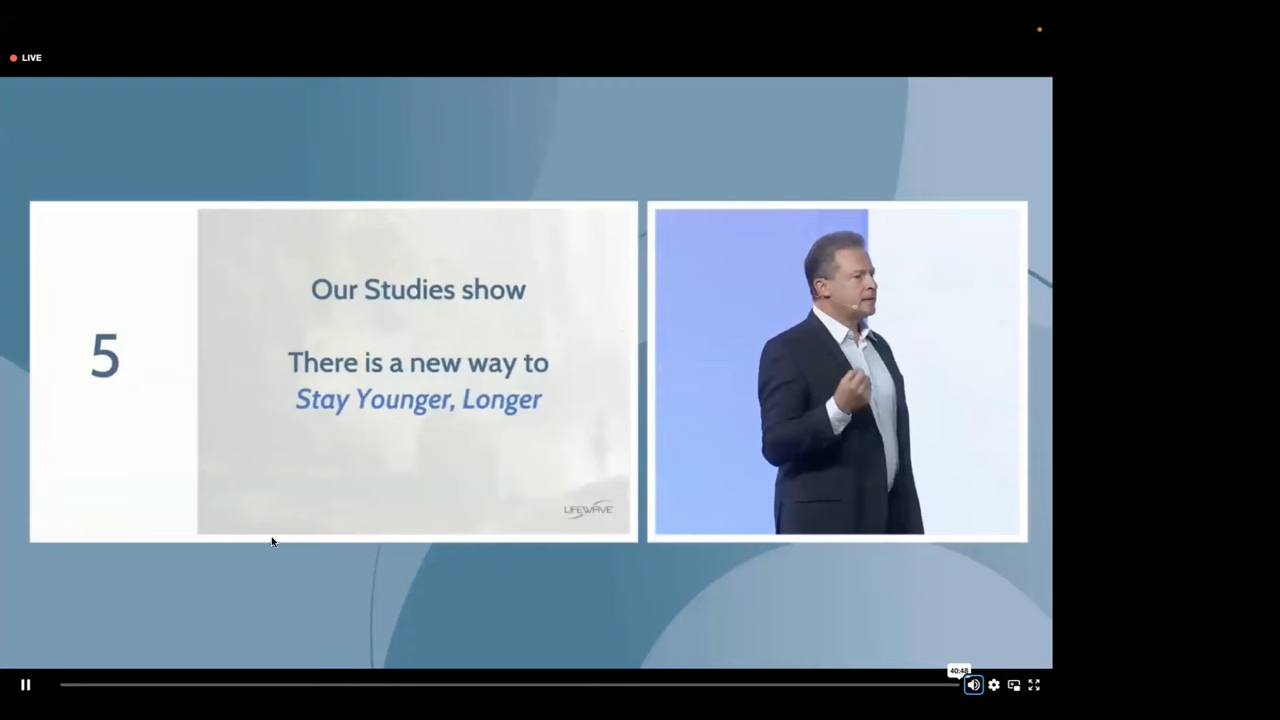 LIVE
5
Our Studies show
There is a new way to
Stay Younger, Longer
LIFEWAVE
40:48